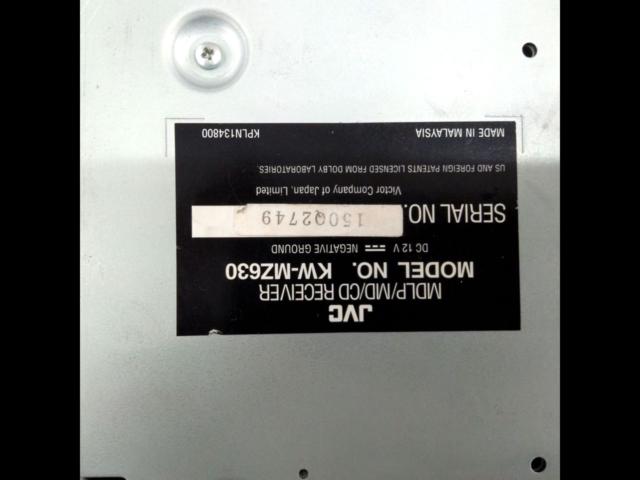 JVC
MDLP/MD/CD RECEIVER
MODEL NO. KW-MZ630
DC 12 V ⎓ NEGATIVE GROUND
SERIAL NO. 150Q2749
Victor Company of Japan, Limited
US AND FOREIGN PATENTS LICENSED FROM DOLBY LABORATORIES.
MADE IN MALAYSIA KPLN134800